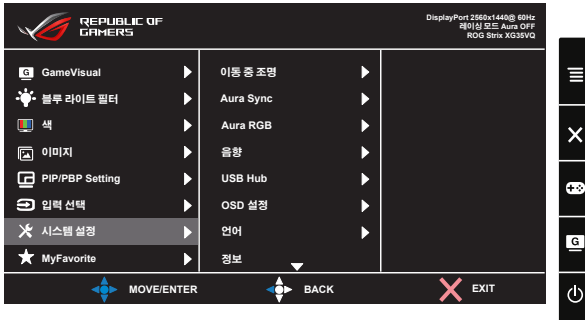 REPUBLIC OF
GAMERS
DisplayPort 2560x1440@ 60Hz
레이싱 모드 Aura OFF
ROG Strix XG35VQ
G GameVisual
블루 라이트 필터
색
이미지
PIP/PBP Setting
입력 선택
시스템 설정
MyFavorite
이동 중 조명
Aura Sync
Aura RGB
음향
USB Hub
OSD 설정
언어
정보
MOVE/ENTER
BACK
EXIT
G